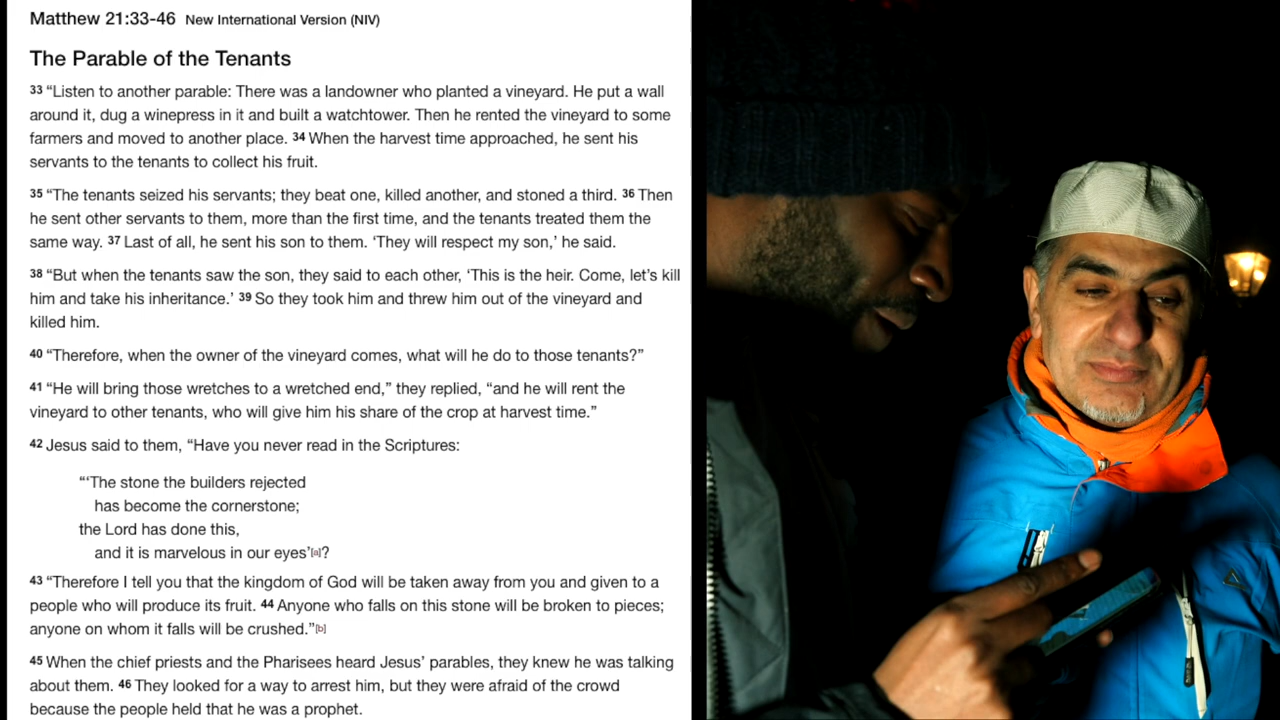 Matthew 21:33-46 New International Version (NIV)
The Parable of the Tenants
33 “Listen to another parable: There was a landowner who planted a vineyard. He put a wall
around it, dug a winepress in it and built a watchtower. Then he rented the vineyard to some
farmers and moved to another place. 34 When the harvest time approached, he sent his
servants to the tenants to collect his fruit.
35 “The tenants seized his servants; they beat one, killed another, and stoned a third. 36 Then
he sent other servants to them, more than the first time, and the tenants treated them the
same way. 37 Last of all, he sent his son to them. ‘They will respect my son,’ he said.
38 “But when the tenants saw the son, they said to each other, ‘This is the heir. Come, let’s kill
him and take his inheritance.’ 39 So they took him and threw him out of the vineyard and
killed him.
40 “Therefore, when the owner of the vineyard comes, what will he do to those tenants?”
41 “He will bring those wretches to a wretched end,” they replied, “and he will rent the
vineyard to other tenants, who will give him his share of the crop at harvest time.”
42 Jesus said to them, “Have you never read in the Scriptures:
“‘The stone the builders rejected
has become the cornerstone;
the Lord has done this,
and it is marvelous in our eyes’[a]?
43 “Therefore I tell you that the kingdom of God will be taken away from you and given to a
people who will produce its fruit. 44 Anyone who falls on this stone will be broken to pieces;
anyone on whom it falls will be crushed.”[b]
45 When the chief priests and the Pharisees heard Jesus’ parables, they knew he was talking
about them. 46 They looked for a way to arrest him, but they were afraid of the crowd
because the people held that he was a prophet.